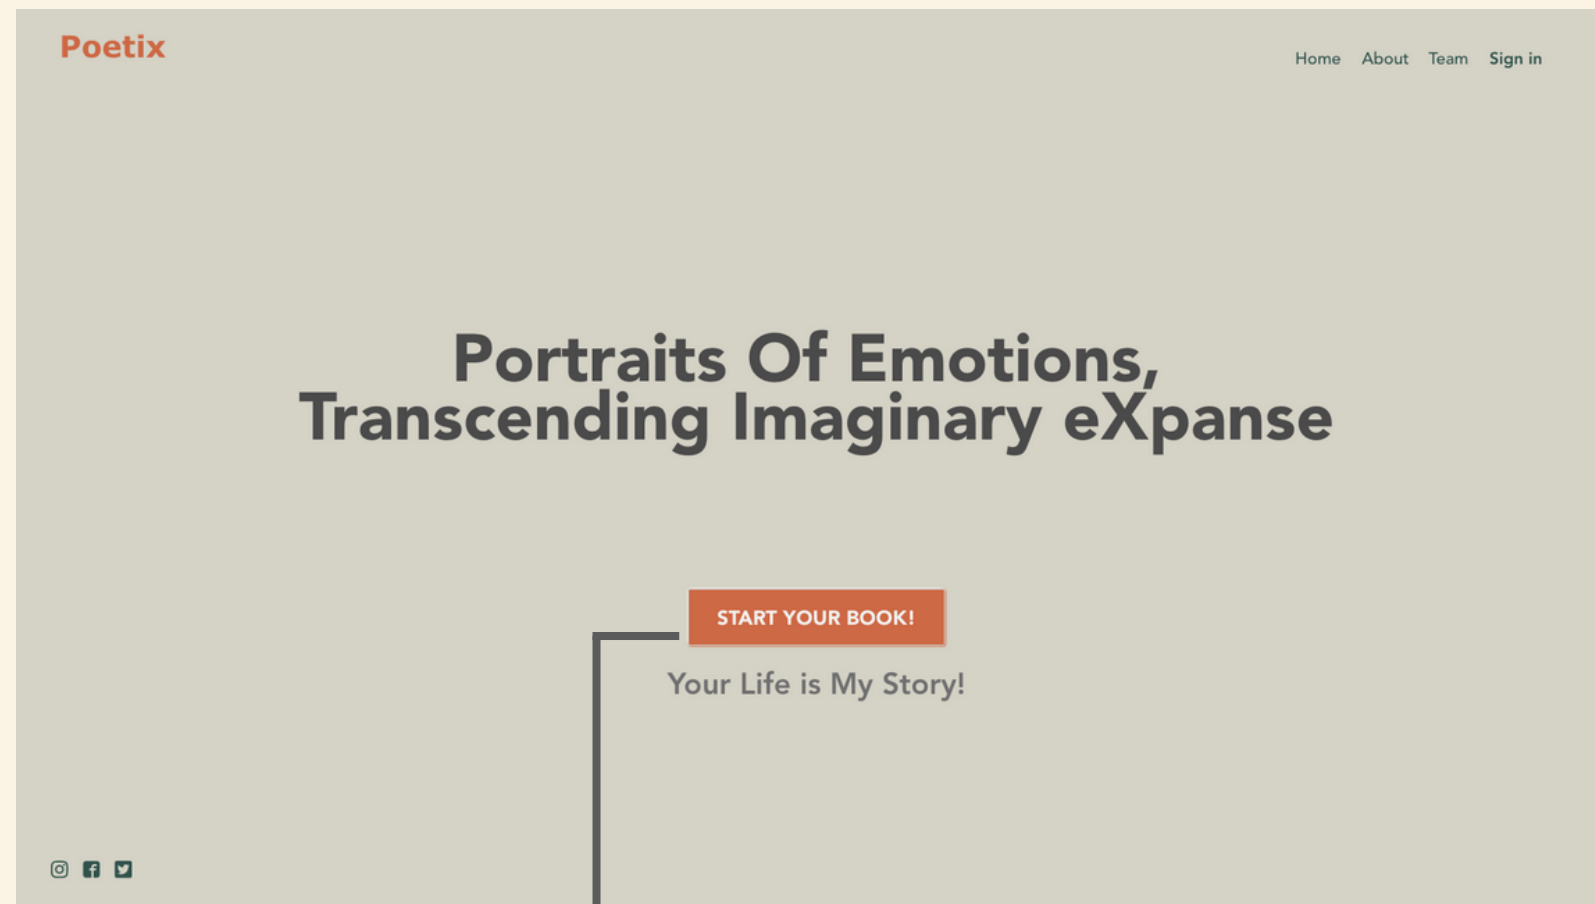 Poetix
Home About Team Sign in
Portraits Of Emotions,
Transcending Imaginary eXpanse
START YOUR BOOK!
Your Life is My Story!